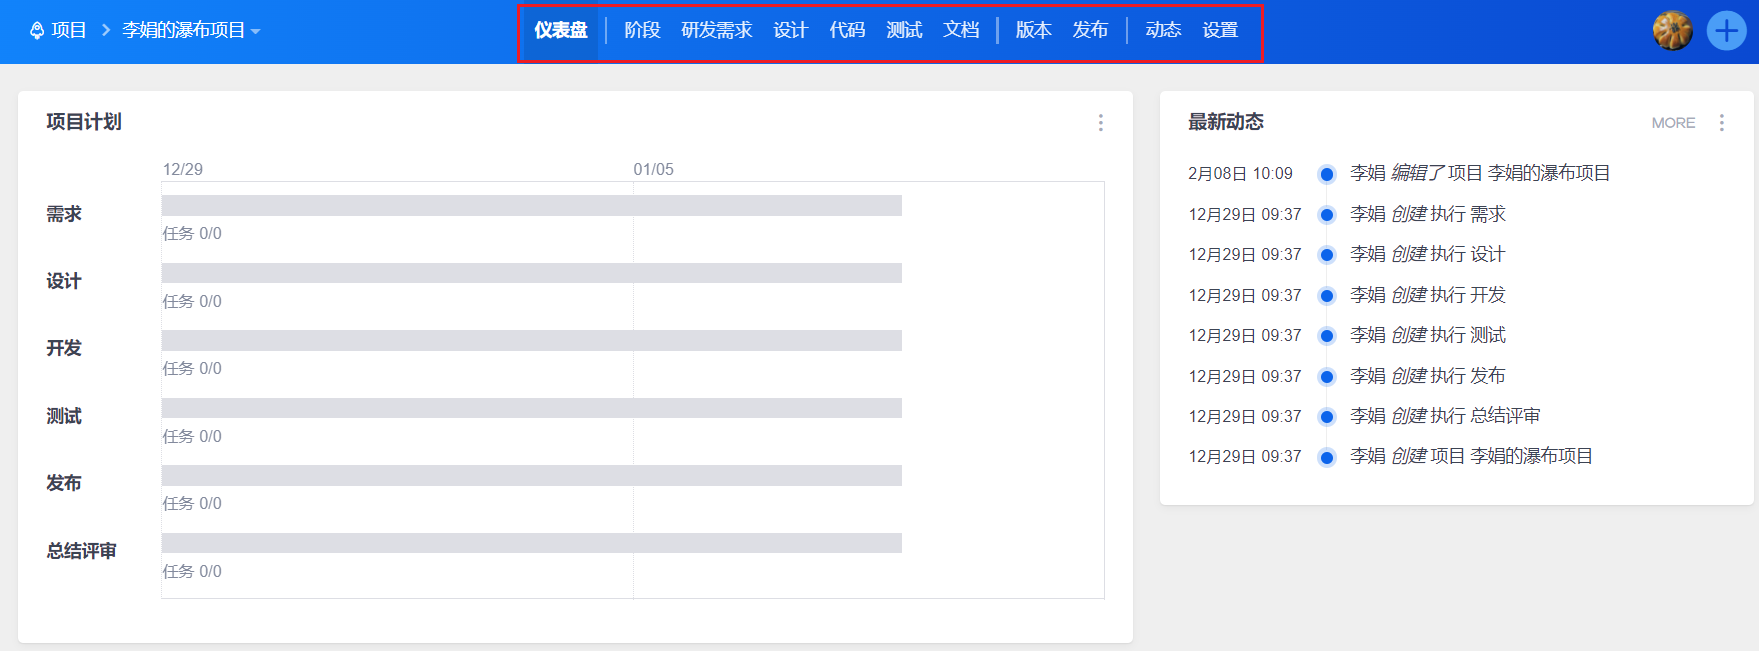 项目 > 李娟的瀑布项目
仪表盘 | 阶段 研发需求 设计 代码 测试 文档 | 版本 发布 | 动态 设置
项目计划
12/29 01/05
需求
任务 0/0
设计
任务 0/0
开发
任务 0/0
测试
任务 0/0
发布
任务 0/0
总结评审
任务 0/0
最新动态 MORE
2月08日 10:09 李娟 编辑了 项目 李娟的瀑布项目
12月29日 09:37 李娟 创建 执行 需求
12月29日 09:37 李娟 创建 执行 设计
12月29日 09:37 李娟 创建 执行 开发
12月29日 09:37 李娟 创建 执行 测试
12月29日 09:37 李娟 创建 执行 发布
12月29日 09:37 李娟 创建 执行 总结评审
12月29日 09:37 李娟 创建 项目 李娟的瀑布项目